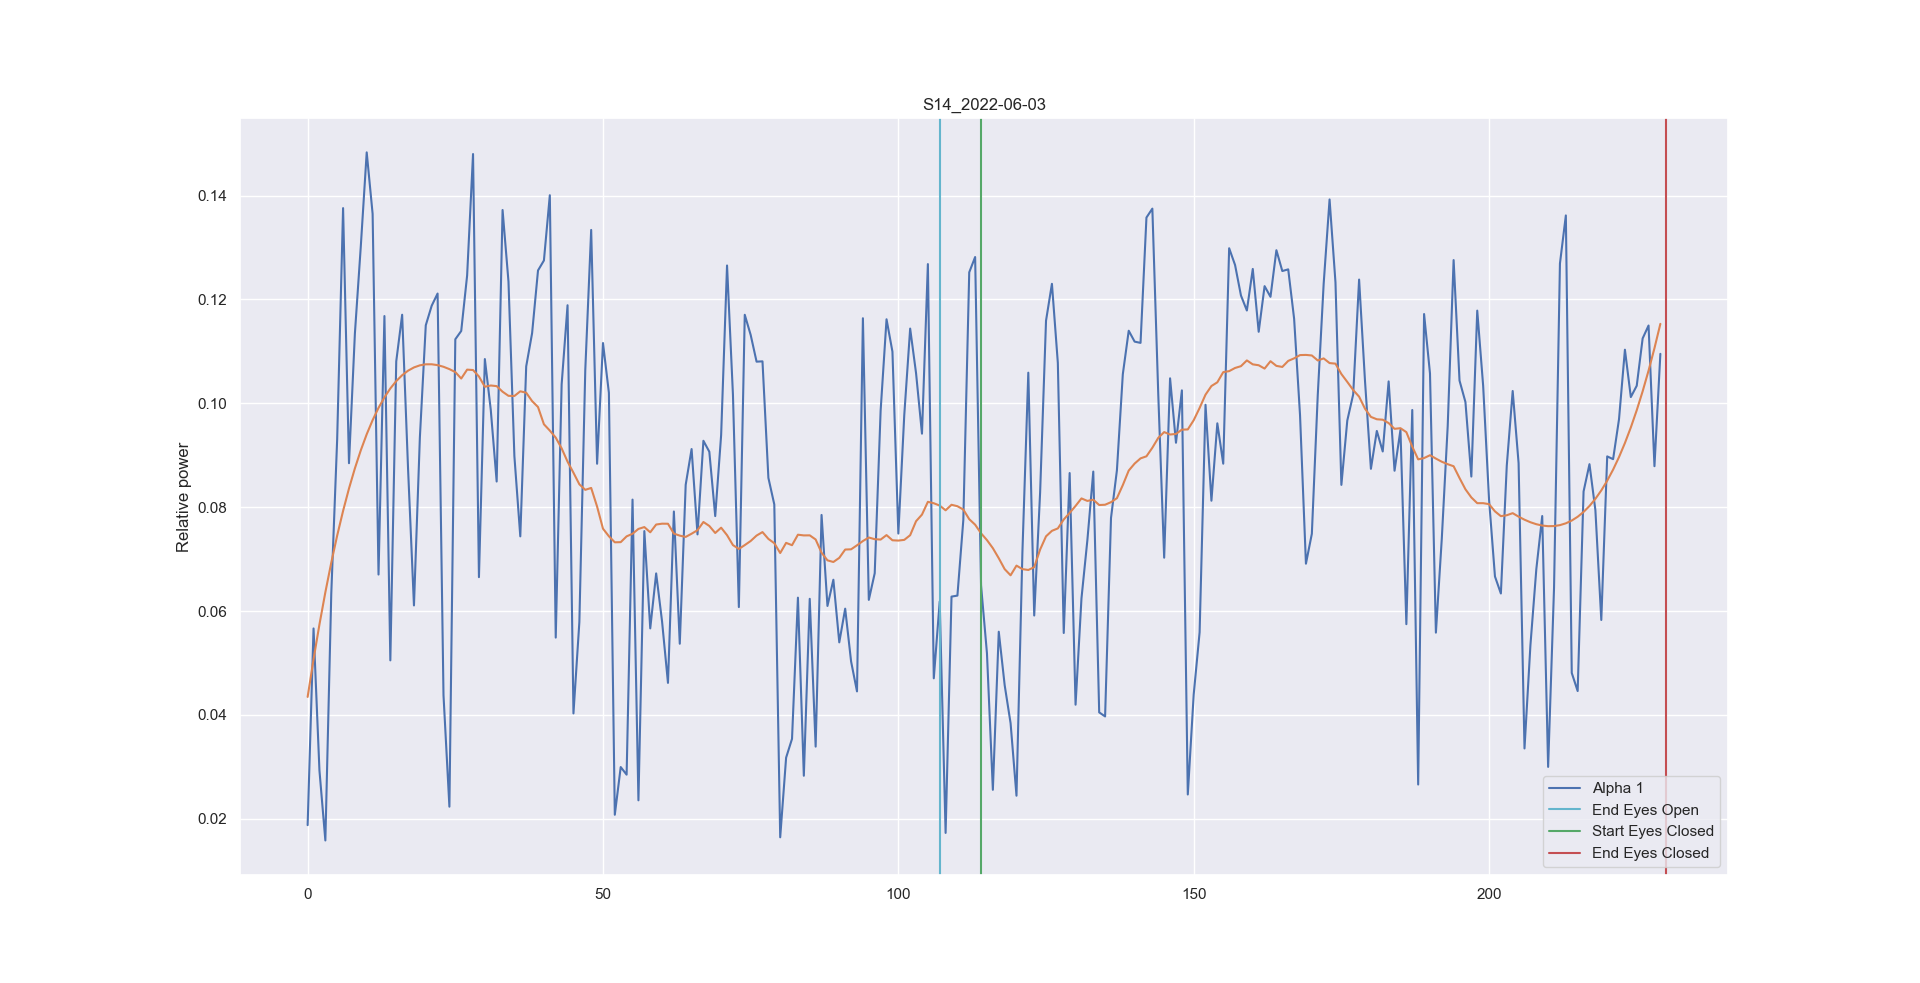 S14_2022-06-03
Relative power
0.14
0.12
0.10
0.08
0.06
0.04
0.02
0 50 100 150 200
Alpha 1
End Eyes Open
Start Eyes Closed
End Eyes Closed